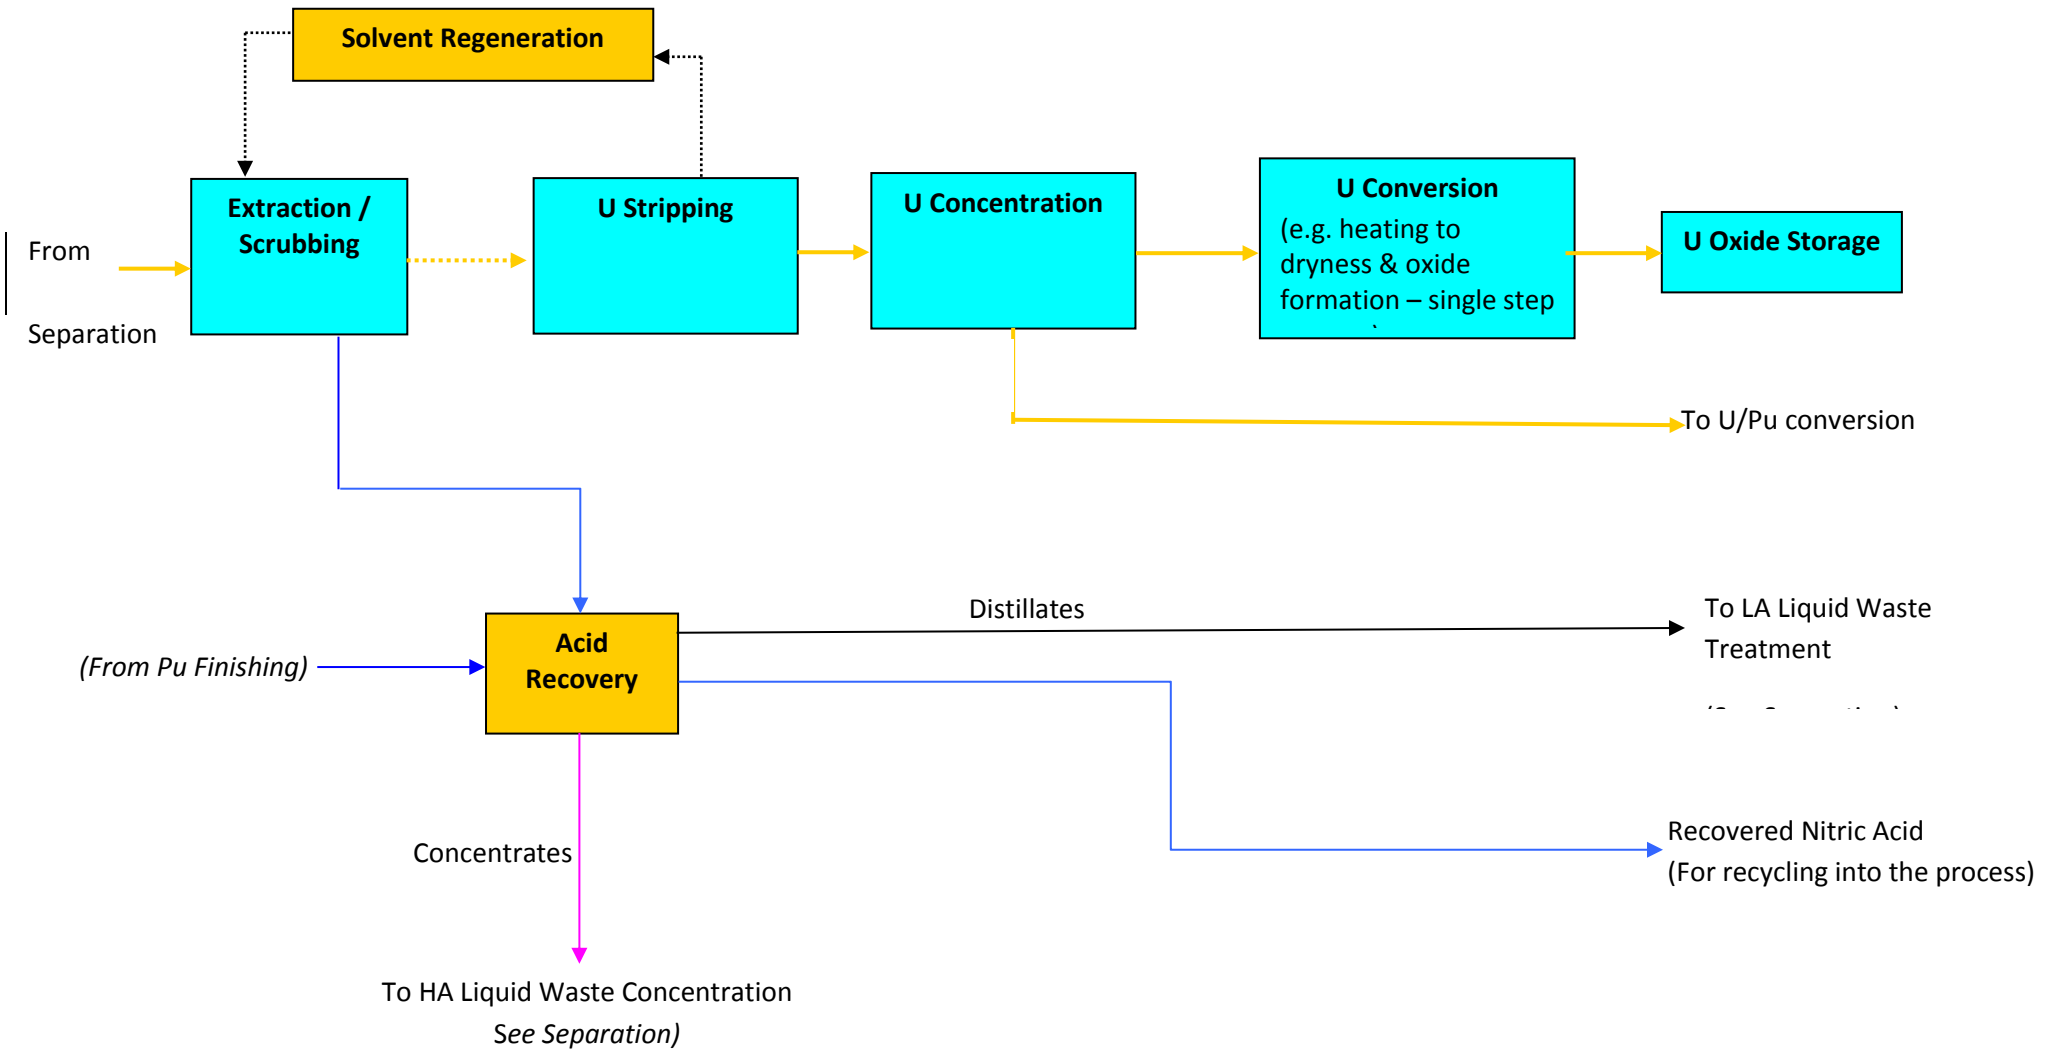 Solvent Regeneration
Extraction /
Scrubbing
U Stripping
U Concentration
U Conversion
(e.g. heating to
dryness & oxide
formation – single step
U Oxide Storage
From
Separation
To U/Pu conversion
Distillates
To LA Liquid Waste
Treatment
Acid
Recovery
(From Pu Finishing)
Recovered Nitric Acid
(For recycling into the process)
Concentrates
To HA Liquid Waste Concentration
See Separation)